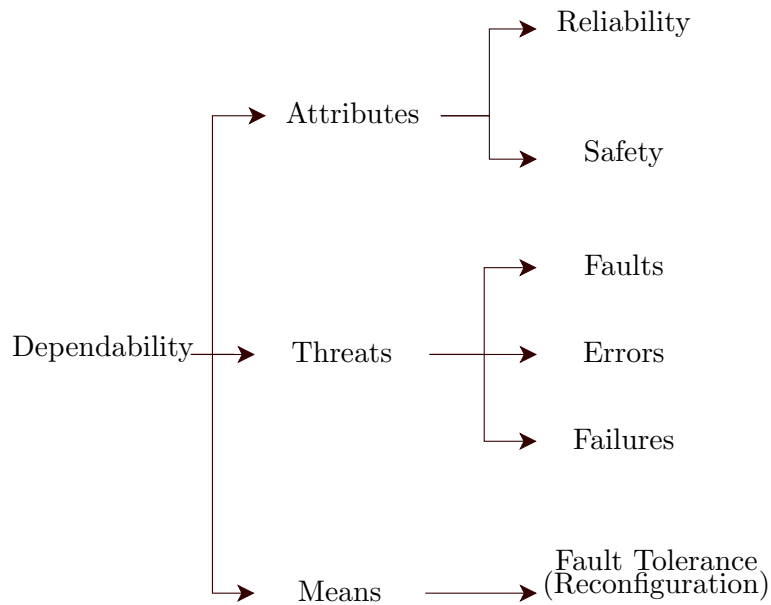 Reliability
Attributes
Safety
Faults
Dependability
Threats
Errors
Failures
Means
Fault Tolerance
(Reconfiguration)